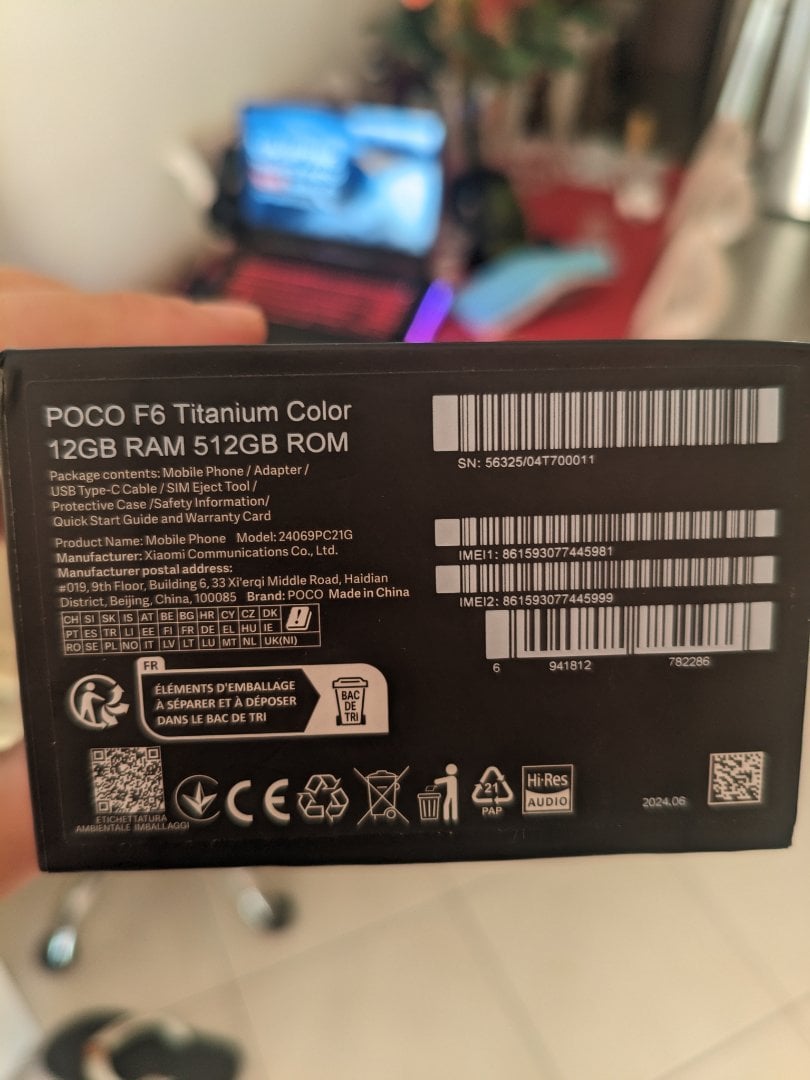 POCO F6 Titanium Color
12GB RAM 512GB ROM
Package contents: Mobile Phone / Adapter /
USB Type-C Cable / SIM Eject Tool /
Protective Case /Safety Information/
Quick Start Guide and Warranty Card
Product Name: Mobile Phone Model: 24069PC21G
Manufacturer: Xiaomi Communications Co., Ltd.
Manufacturer postal address:
#019, 9th Floor, Building 6, 33 Xi'erqi Middle Road, Haidian
District, Beijing, China, 100085 Brand: POCO Made in China
CH SI SK IS AT BE BG HR CY CZ DK
PT ES TR LI EE FI FR DE EL HU IE
RO SE PL NO IT LV LT LU MT NL UK(NI)
FR
ÉLÉMENTS D'EMBALLAGE
À SÉPARER ET À DÉPOSER
DANS LE BAC DE TRI
BAC
DE
TRI
ETICHETTATURA
AMBIENTALE IMBALLAGGI
CE
21
PAP
Hi-Res
AUDIO
SN: 56325/04T700011
IMEI1: 861593077445981
IMEI2: 861593077445999
6 941812 782286
2024.06